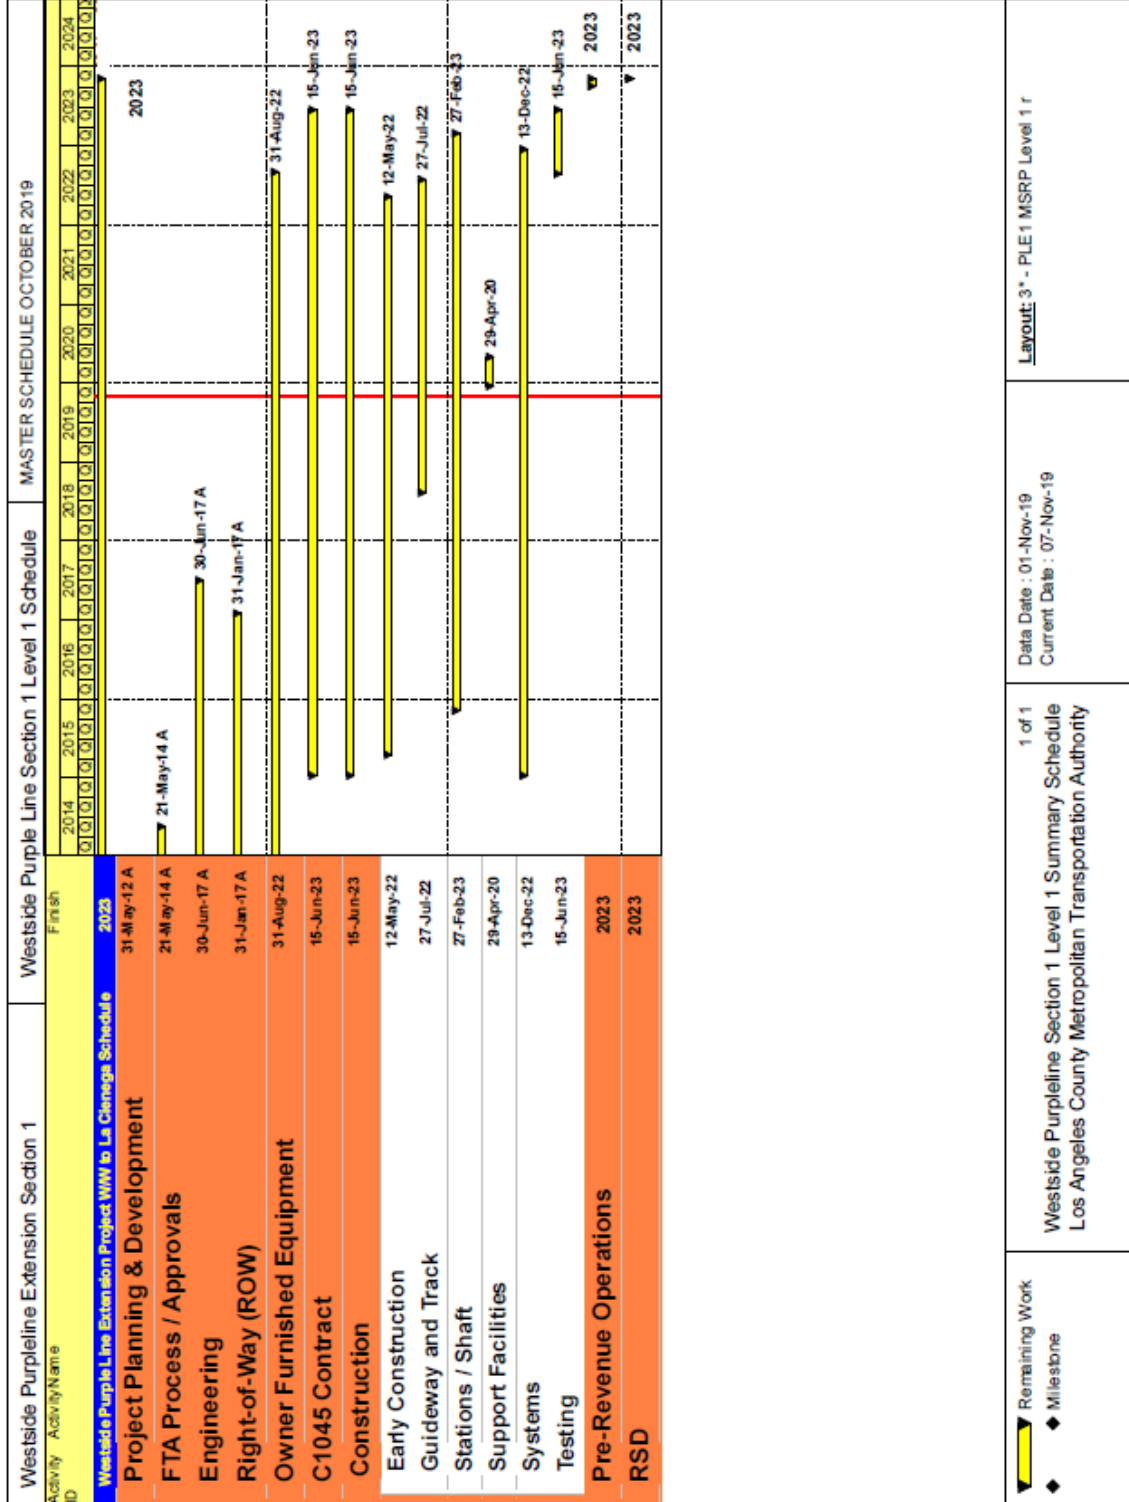 Westside Purpleline Extension Section 1
Westside Purple Line Section 1 Level 1 Schedule
MASTER SCHEDULE OCTOBER 2019
Activity ID
Activity Name
Finish
2014 2015 2016 2017 2018 2019 2020 2021 2022 2023 2024
Q Q Q Q Q Q Q Q Q Q Q Q Q Q Q Q Q Q Q Q Q Q Q Q Q Q Q Q Q Q Q Q Q Q Q Q Q Q Q Q Q Q Q
Westside Purple Line Extension Project W/W to La Cienega Schedule 2023
2023
Project Planning & Development 31-May-12 A
FTA Process / Approvals 21-May-14 A 21-May-14 A
Engineering 30-Jun-17 A 30-Jun-17 A
Right-of-Way (ROW) 31-Jan-17 A 31-Jan-17 A
Owner Furnished Equipment 31-Aug-22 31-Aug-22
C1045 Contract 15-Jun-23 15-Jun-23
Construction 15-Jun-23 15-Jun-23
Early Construction 12-May-22 12-May-22
Guideway and Track 27-Jul-22 27-Jul-22
Stations / Shaft 27-Feb-23 27-Feb-23
Support Facilities 29-Apr-20 29-Apr-20
Systems 13-Dec-22 13-Dec-22
Testing 15-Jun-23 15-Jun-23
Pre-Revenue Operations 2023 2023
RSD 2023 2023
Remaining Work
Milestone
1 of 1
Westside Purpleline Section 1 Level 1 Summary Schedule
Los Angeles County Metropolitan Transportation Authority
Data Date : 01-Nov-19
Current Date : 07-Nov-19
Layout: 3* - PLE1 MSRP Level 1 r